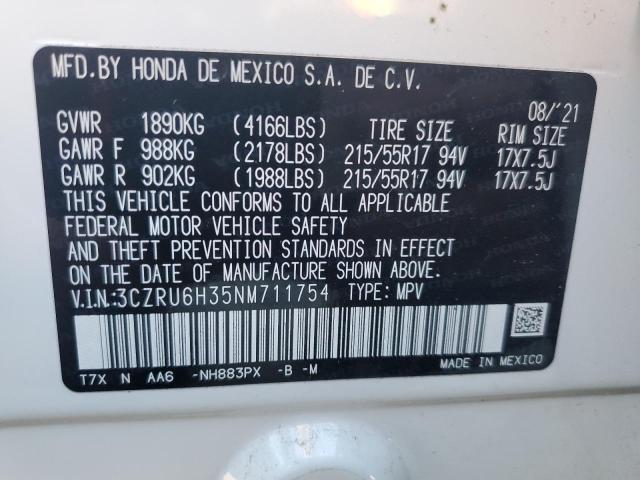 MFD.BY HONDA DE MEXICO S.A. DE C.V.
08/'21
GVWR 1890KG (4166LBS) TIRE SIZE RIM SIZE
GAWR F 988KG (2178LBS) 215/55R17 94V 17X7.5J
GAWR R 902KG (1988LBS) 215/55R17 94V 17X7.5J
THIS VEHICLE CONFORMS TO ALL APPLICABLE
FEDERAL MOTOR VEHICLE SAFETY
AND THEFT PREVENTION STANDARDS IN EFFECT
ON THE DATE OF MANUFACTURE SHOWN ABOVE.
V.I.N.:3CZRU6H35NM711754 TYPE: MPV
MADE IN MEXICO
T7X N AA6 -NH883PX -B -M